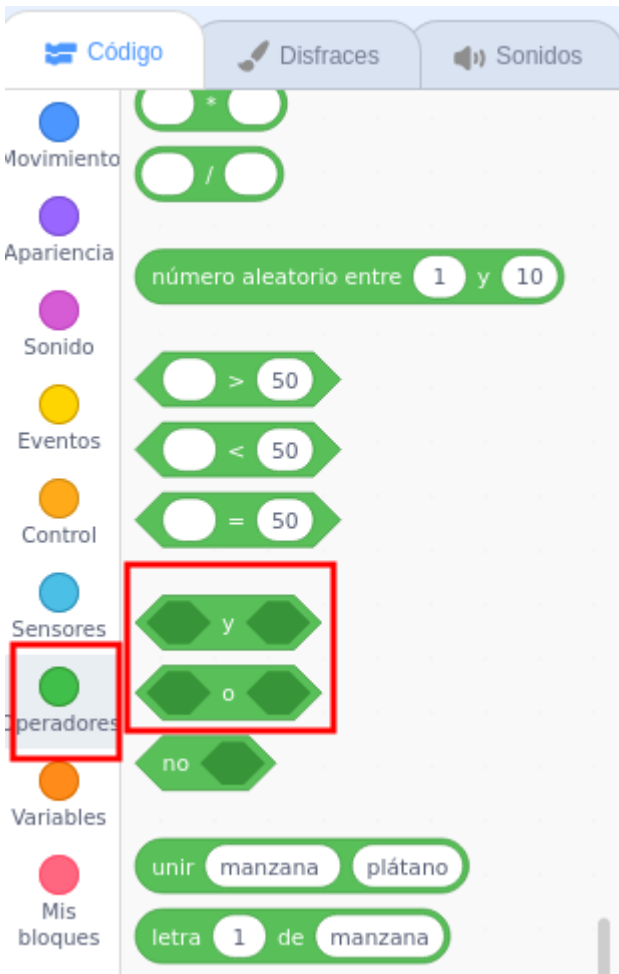 Código
Disfraces
Sonidos
Movimiento
Apariencia
Sonido
Eventos
Control
Sensores
Operadores
Variables
Mis
bloques
*
/
número aleatorio entre 1 y 10
> 50
< 50
= 50
y
o
no
unir manzana plátano
letra 1 de manzana